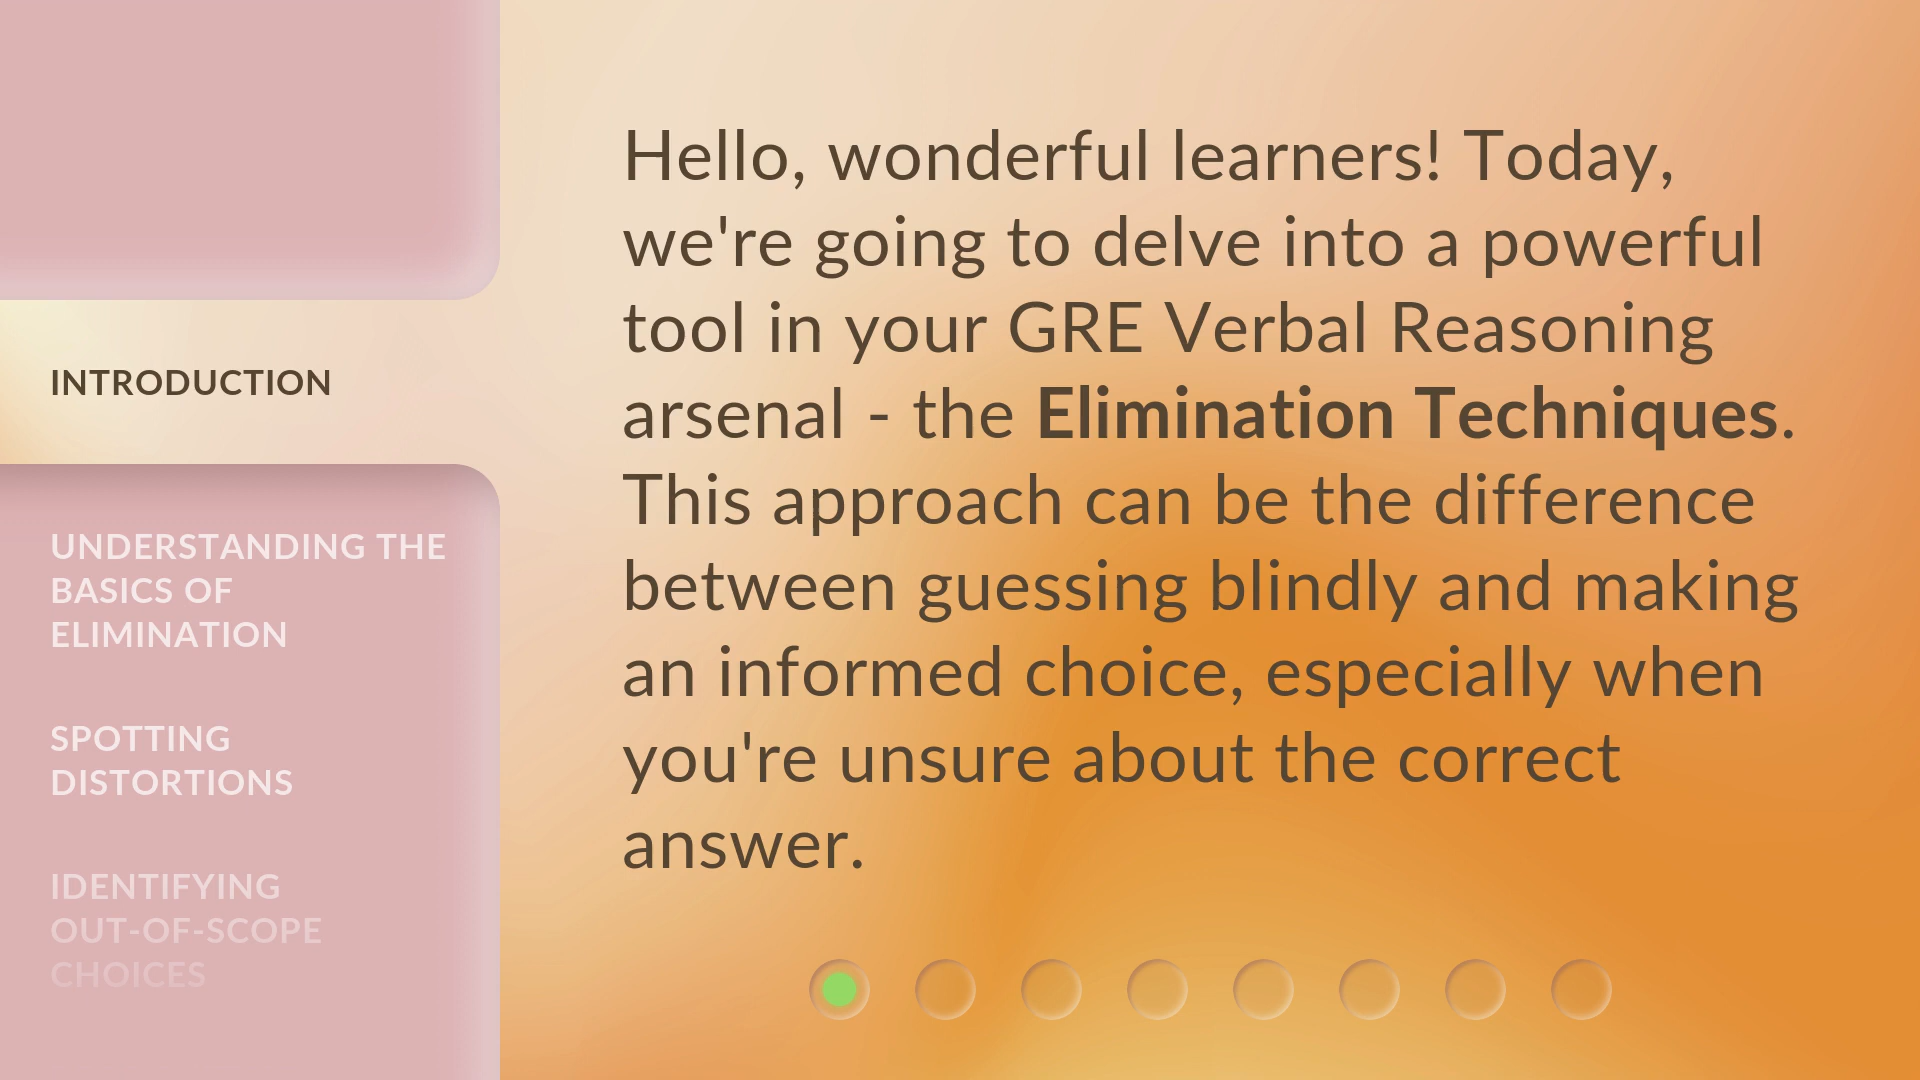 INTRODUCTION
UNDERSTANDING THE
BASICS OF
ELIMINATION
SPOTTING
DISTORTIONS
IDENTIFYING
OUT-OF-SCOPE
CHOICES
Hello, wonderful learners! Today,
we're going to delve into a powerful
tool in your GRE Verbal Reasoning
arsenal - the Elimination Techniques.
This approach can be the difference
between guessing blindly and making
an informed choice, especially when
you're unsure about the correct
answer.